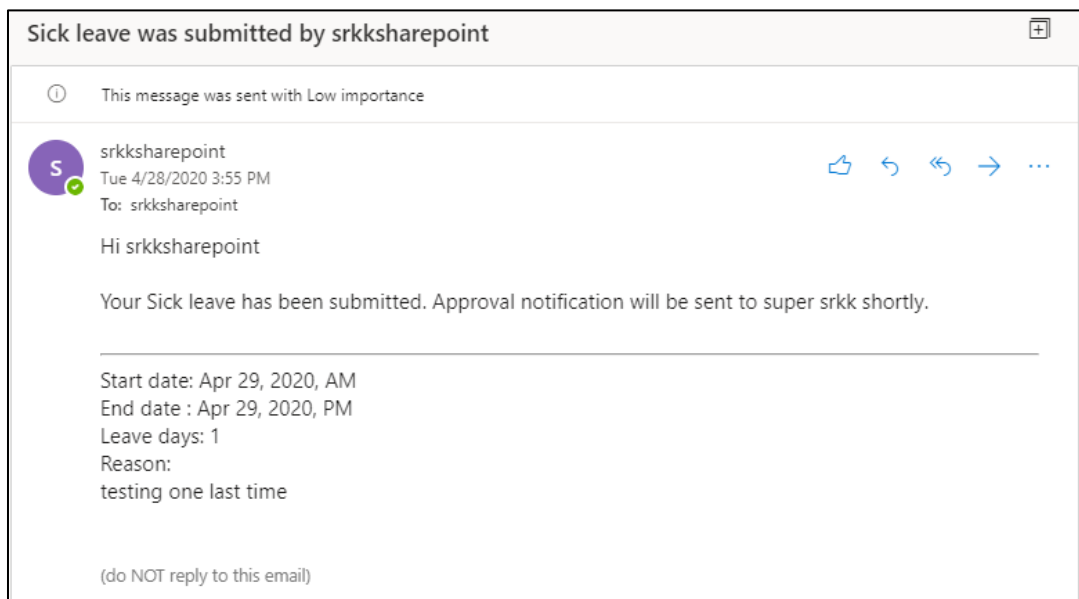 Sick leave was submitted by srkksharepoint
This message was sent with Low importance
S
srkksharepoint
Tue 4/28/2020 3:55 PM
To: srkksharepoint
Hi srkksharepoint
Your Sick leave has been submitted. Approval notification will be sent to super srkk shortly.
Start date: Apr 29, 2020, AM
End date : Apr 29, 2020, PM
Leave days: 1
Reason:
testing one last time
(do NOT reply to this email)